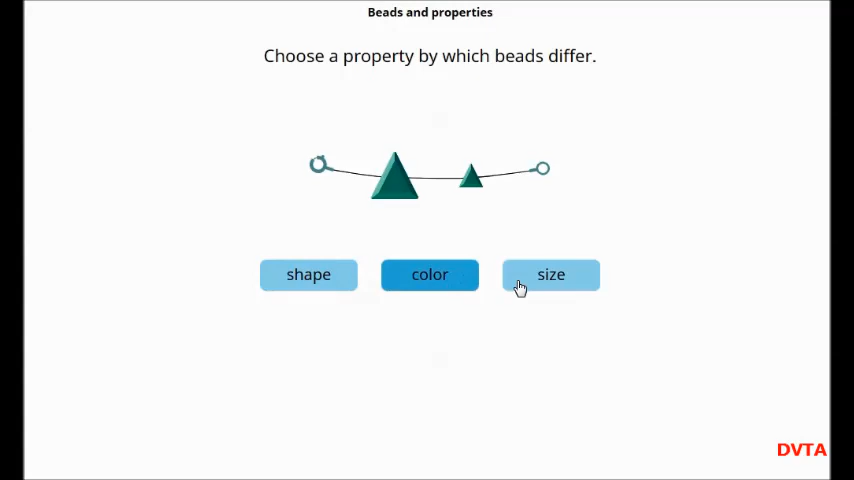 Beads and properties
Choose a property by which beads differ.
shape color size
DVTA